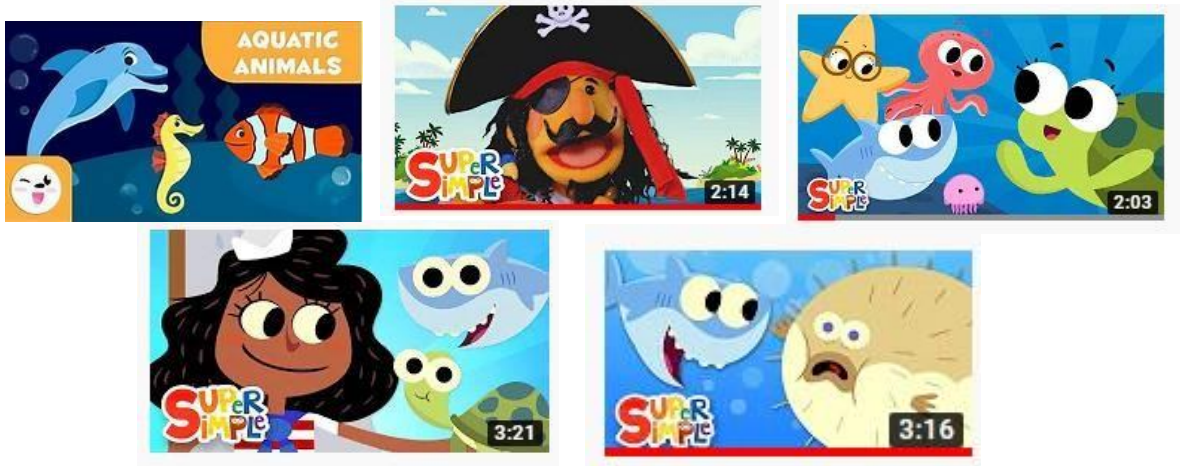 AQUATIC
ANIMALS
SUPER
SIMPLE
2:14
SUPER
SIMPLE
2:03
SUPER
SIMPLE
3:21
SUPER
SIMPLE
3:16